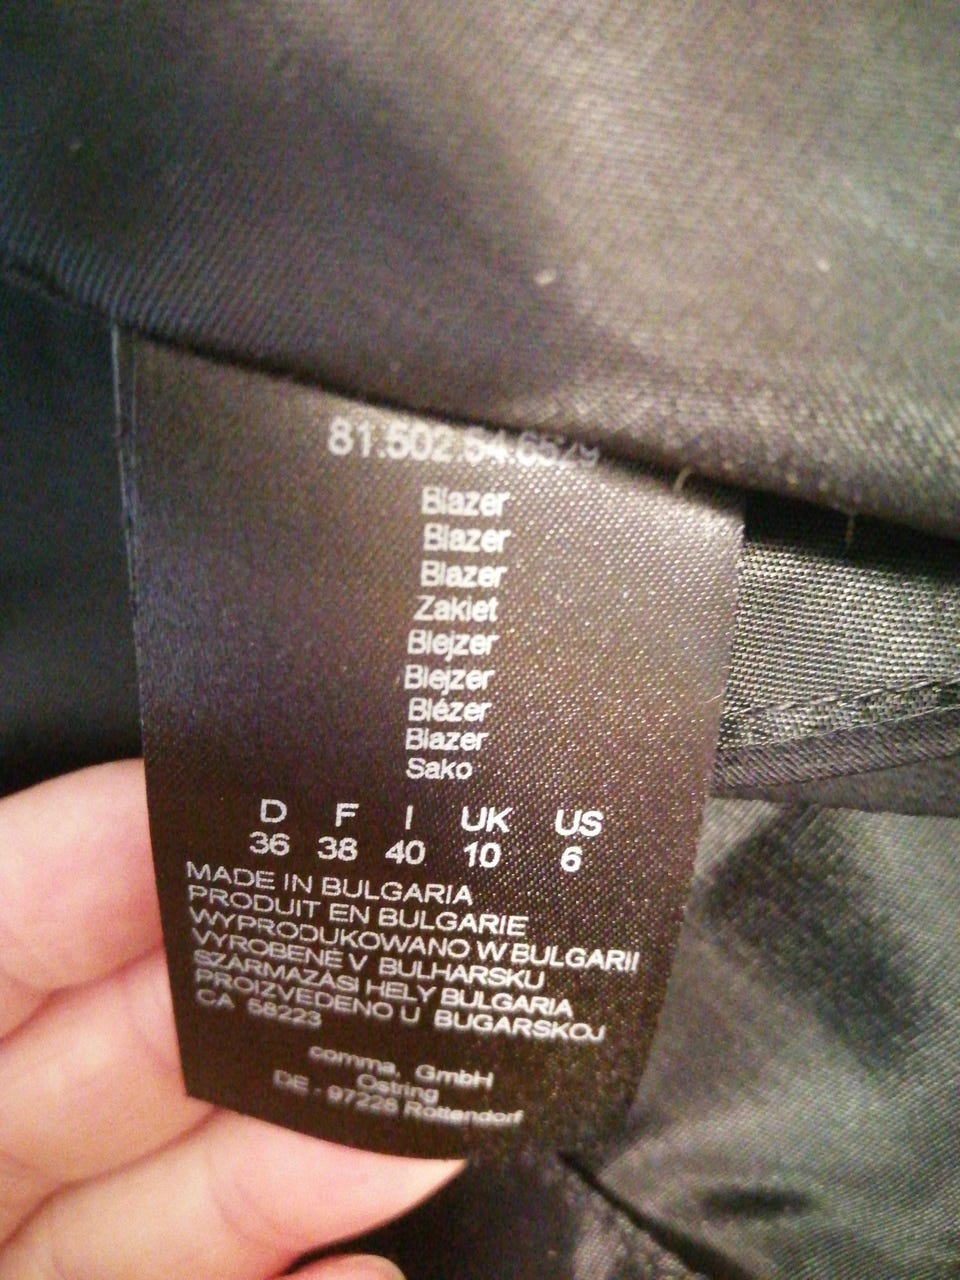 81.502.54.6529
Blazer
Blazer
Blazer
Zakiet
Blejzer
Blejzer
Blézer
Blazer
Sako
D F I UK US
36 38 40 10 6
MADE IN BULGARIA
PRODUIT EN BULGARIE
WYPRODUKOWANO W BULGARII
VYROBENÉ V BULHARSKU
SZÁRMAZÁSI HELY BULGARIA
PROIZVEDENO U BUGARSKOJ
CA 58223
comma, GmbH
Ostring
DE - 97228 Rottendorf